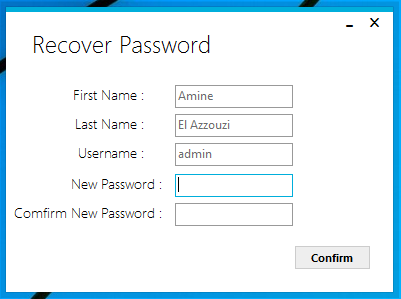 Recover Password
First Name : Amine
Last Name : El Azzouzi
Username : admin
New Password :
Comfirm New Password :
Confirm